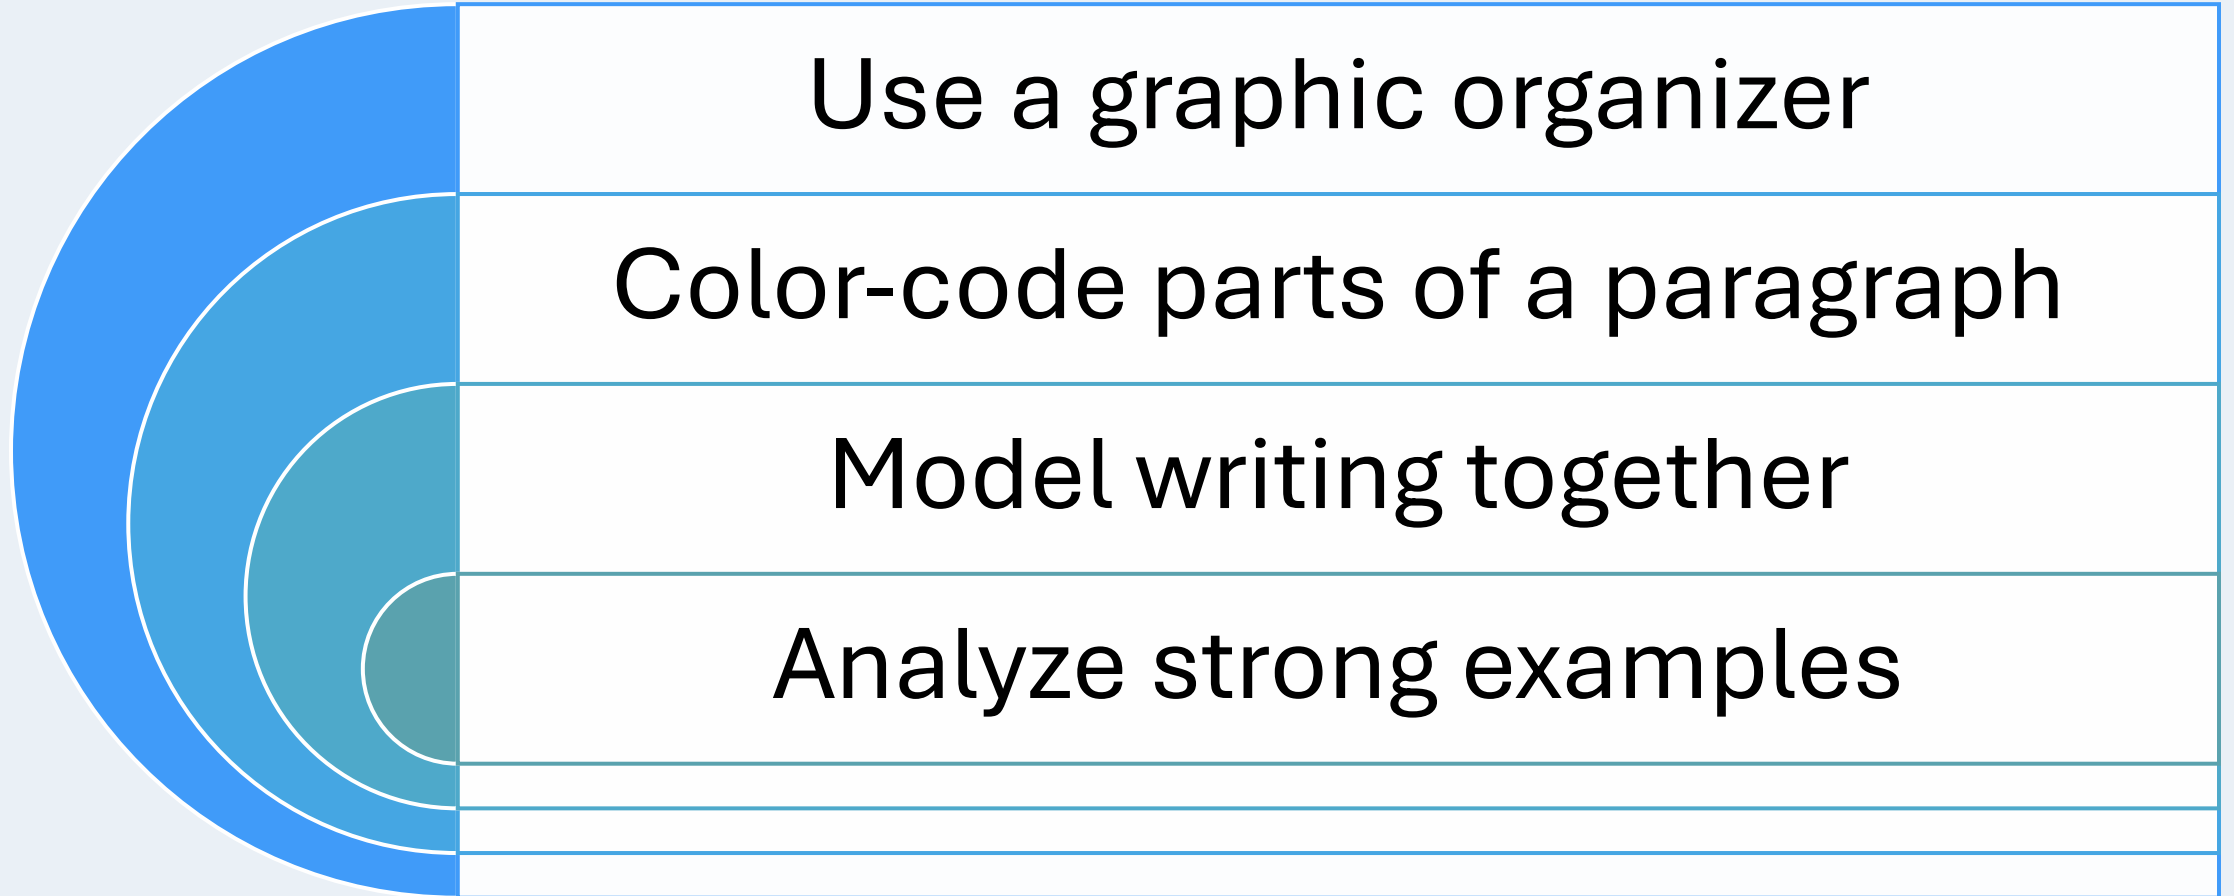 Use a graphic organizer
Color-code parts of a paragraph
Model writing together
Analyze strong examples